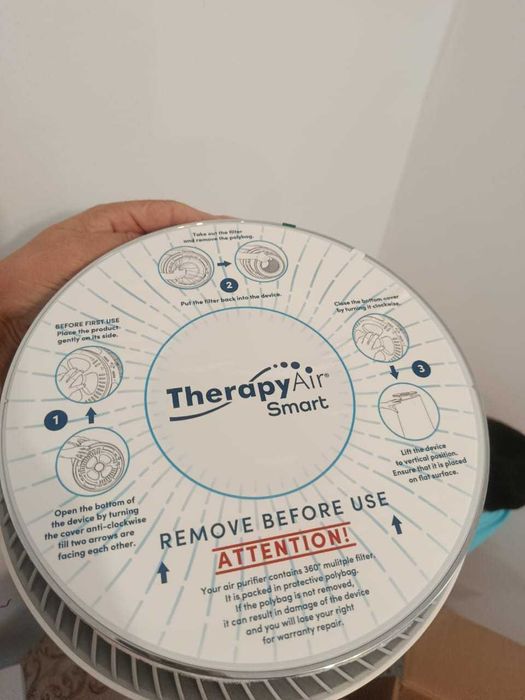 Take out the filter
and remove the polybag.
2
Put the filter back into the device.
BEFORE FIRST USE
Place the product
gently on its side.
1
Open the bottom of
the device by turning
the cover anti-clockwise
till two arrows are
facing each other.
Close the bottom cover
by turning it clockwise.
3
Lift the device
to vertical position.
Ensure that it is placed
on flat surface.
TherapyAir®
Smart
REMOVE BEFORE USE
ATTENTION!
Your air purifier contains 360° mulitple filter.
It is packed in protective polybag.
If the polybag is not removed,
it can result in damage of the device
and you will lose your right
for warranty repair.